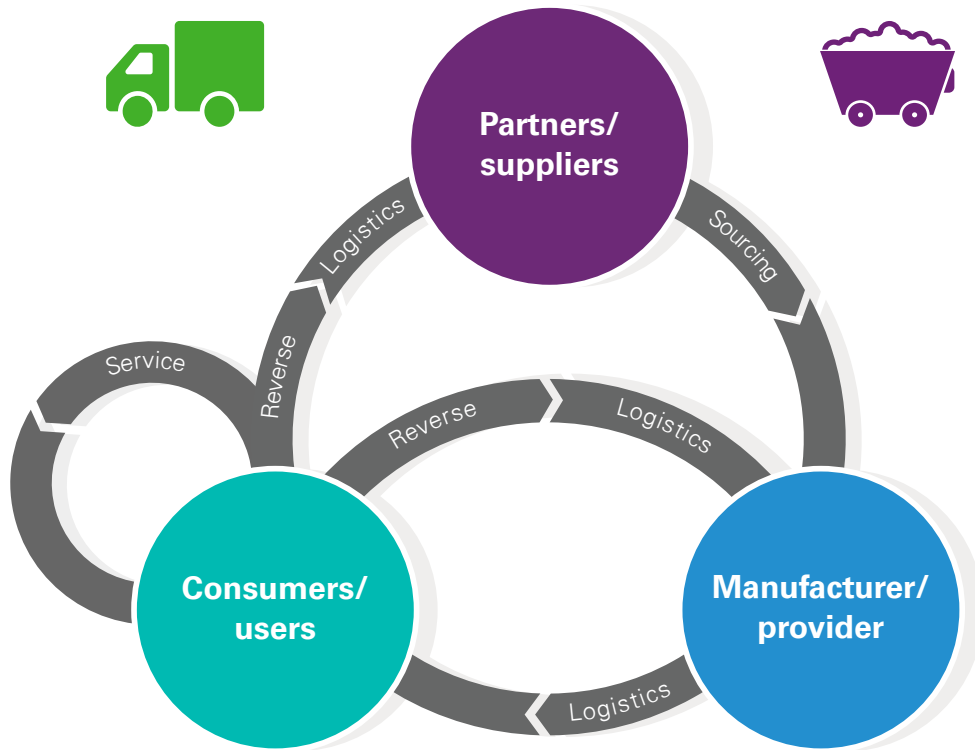 Partners/
suppliers
Logistics
Sourcing
Reverse
Service
Reverse
Logistics
Consumers/
users
Manufacturer/
provider
Logistics